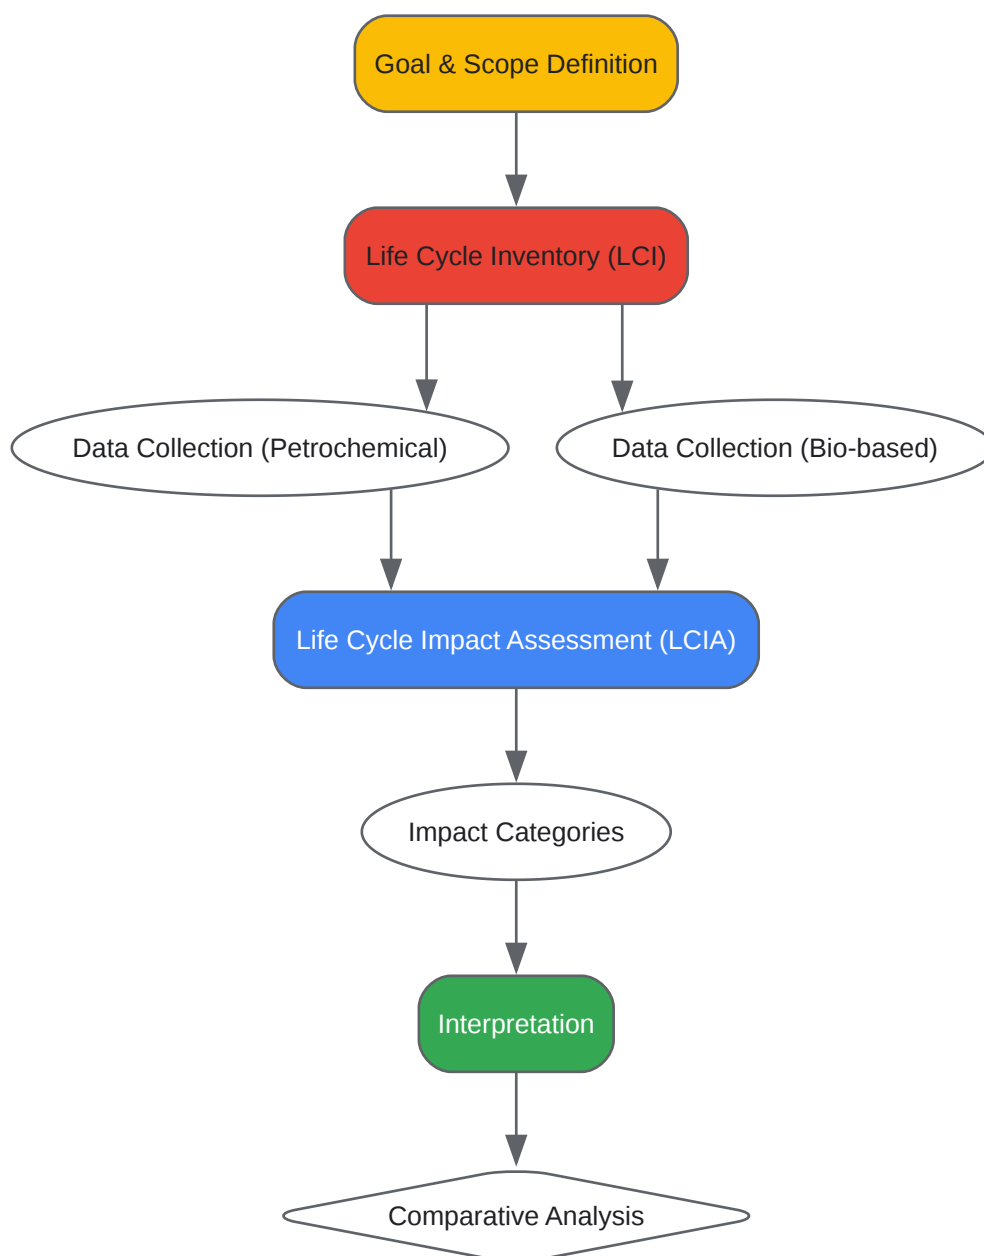 Goal & Scope Definition
Life Cycle Inventory (LCI)
Data Collection (Petrochemical)
Data Collection (Bio-based)
Life Cycle Impact Assessment (LCIA)
Impact Categories
Interpretation
Comparative Analysis